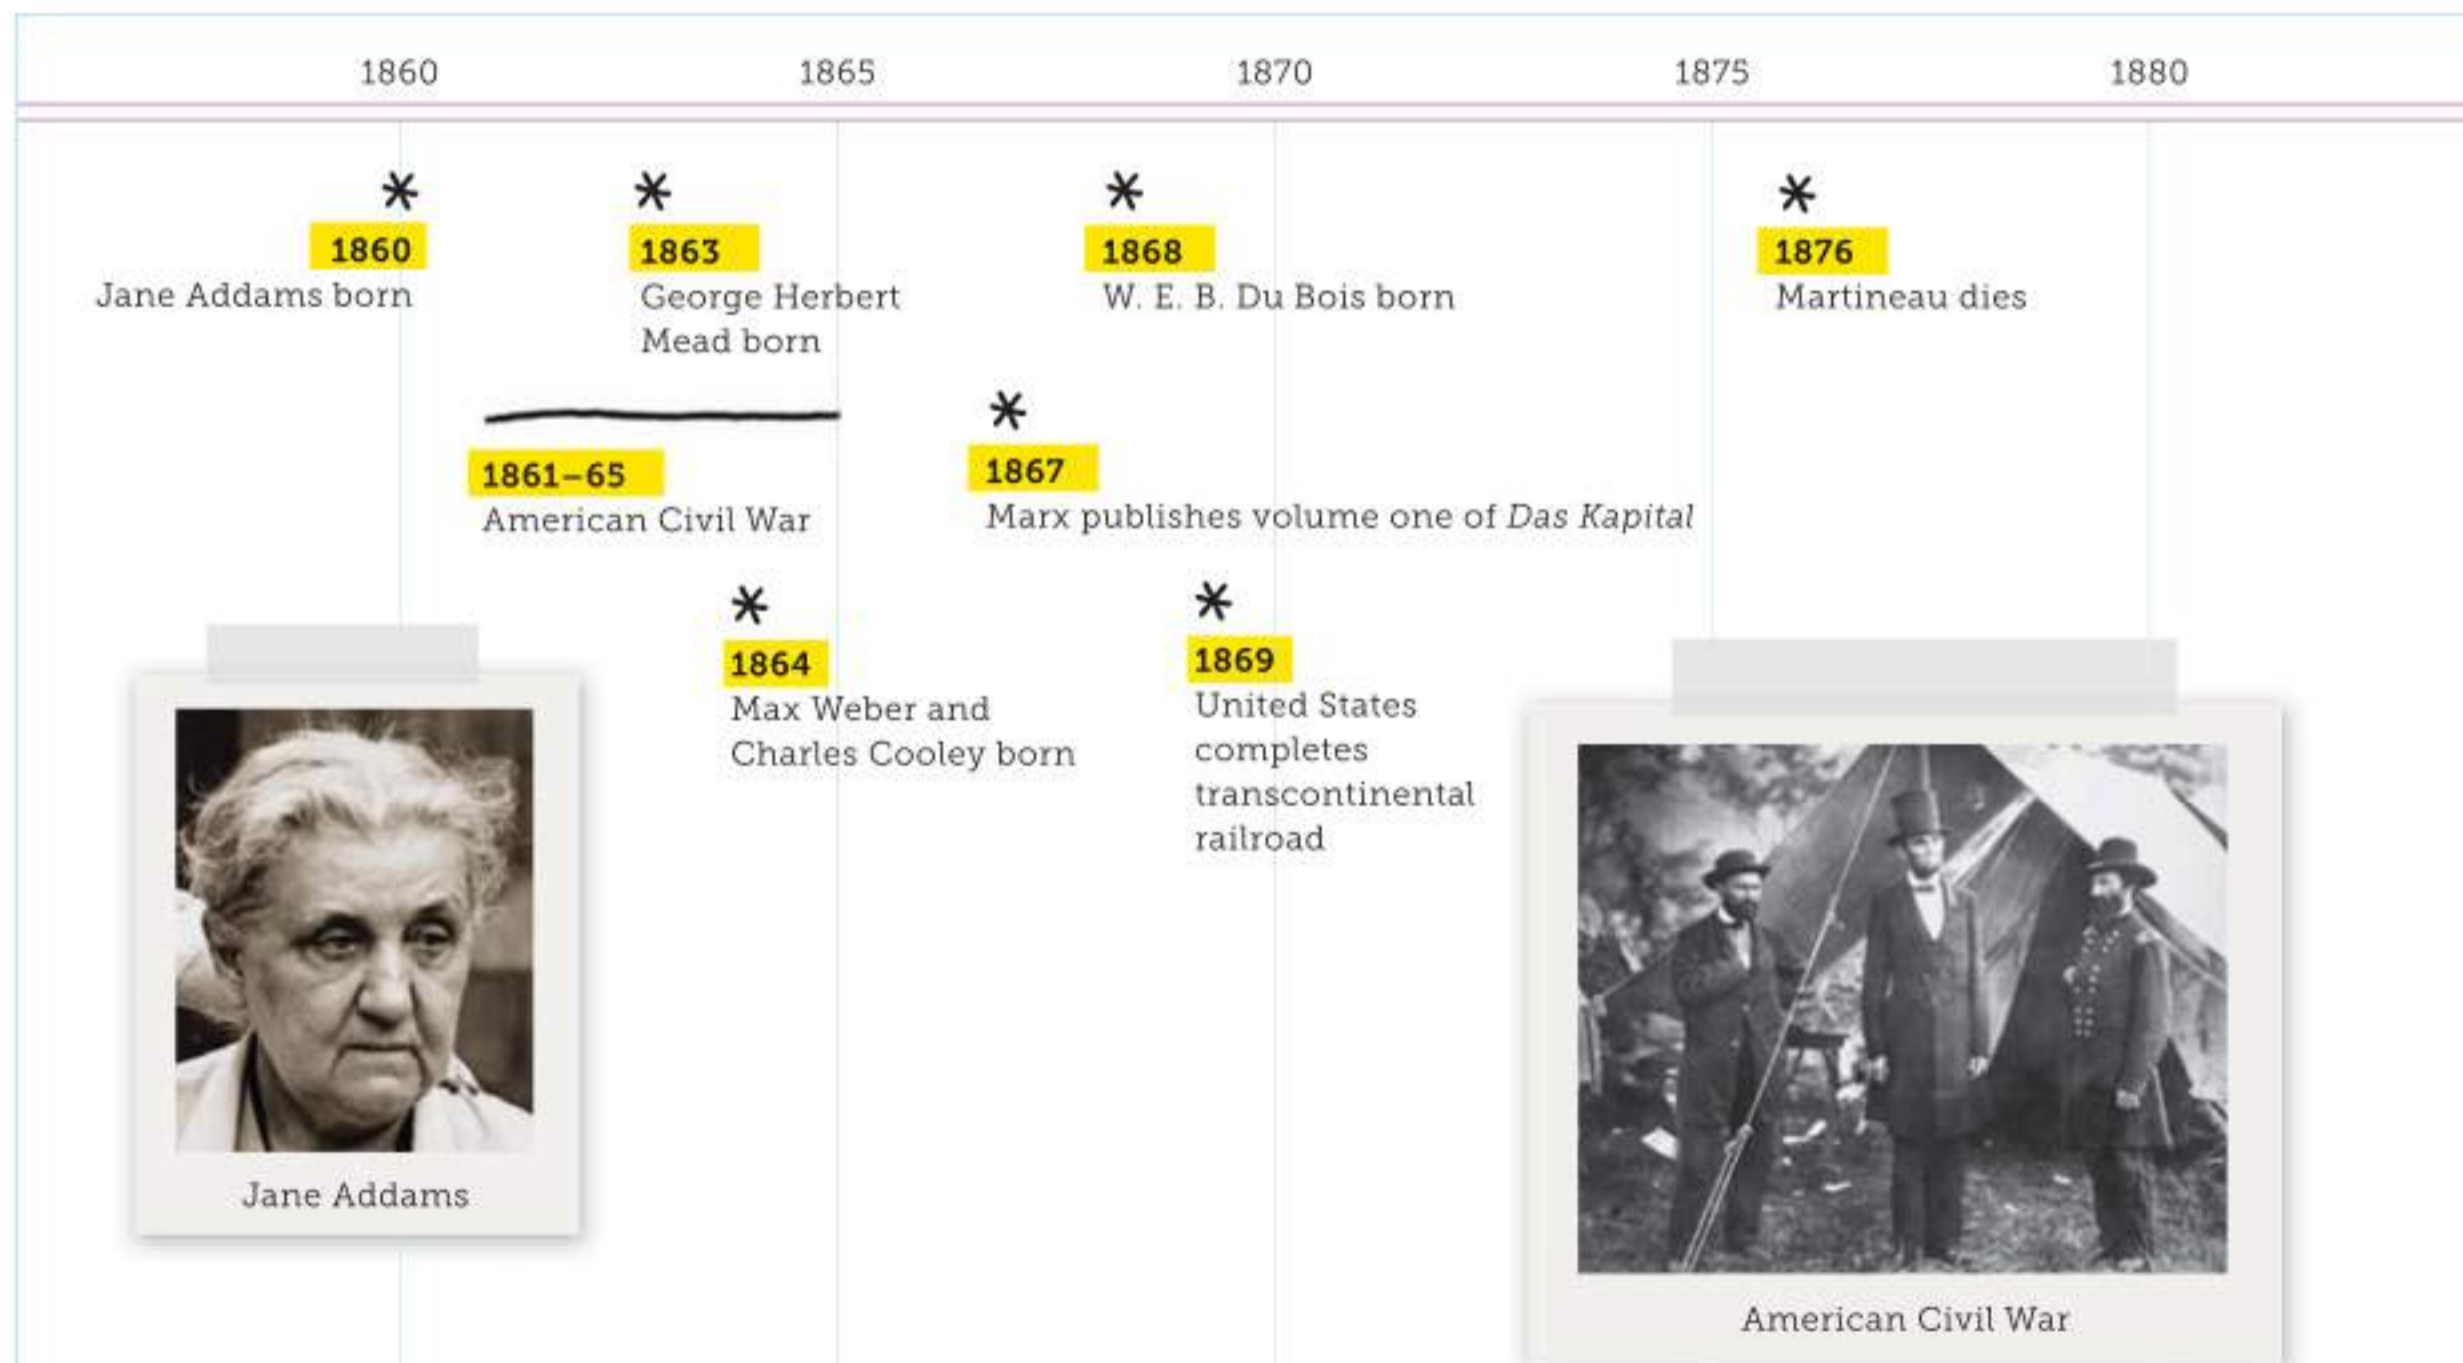 1860 1865 1870 1875 1880
1860
Jane Addams born
1863
George Herbert
Mead born
1868
W. E. B. Du Bois born
1876
Martineau dies
1861–65
American Civil War
1867
Marx publishes volume one of Das Kapital
1864
Max Weber and
Charles Cooley born
1869
United States
completes
transcontinental
railroad
Jane Addams
American Civil War